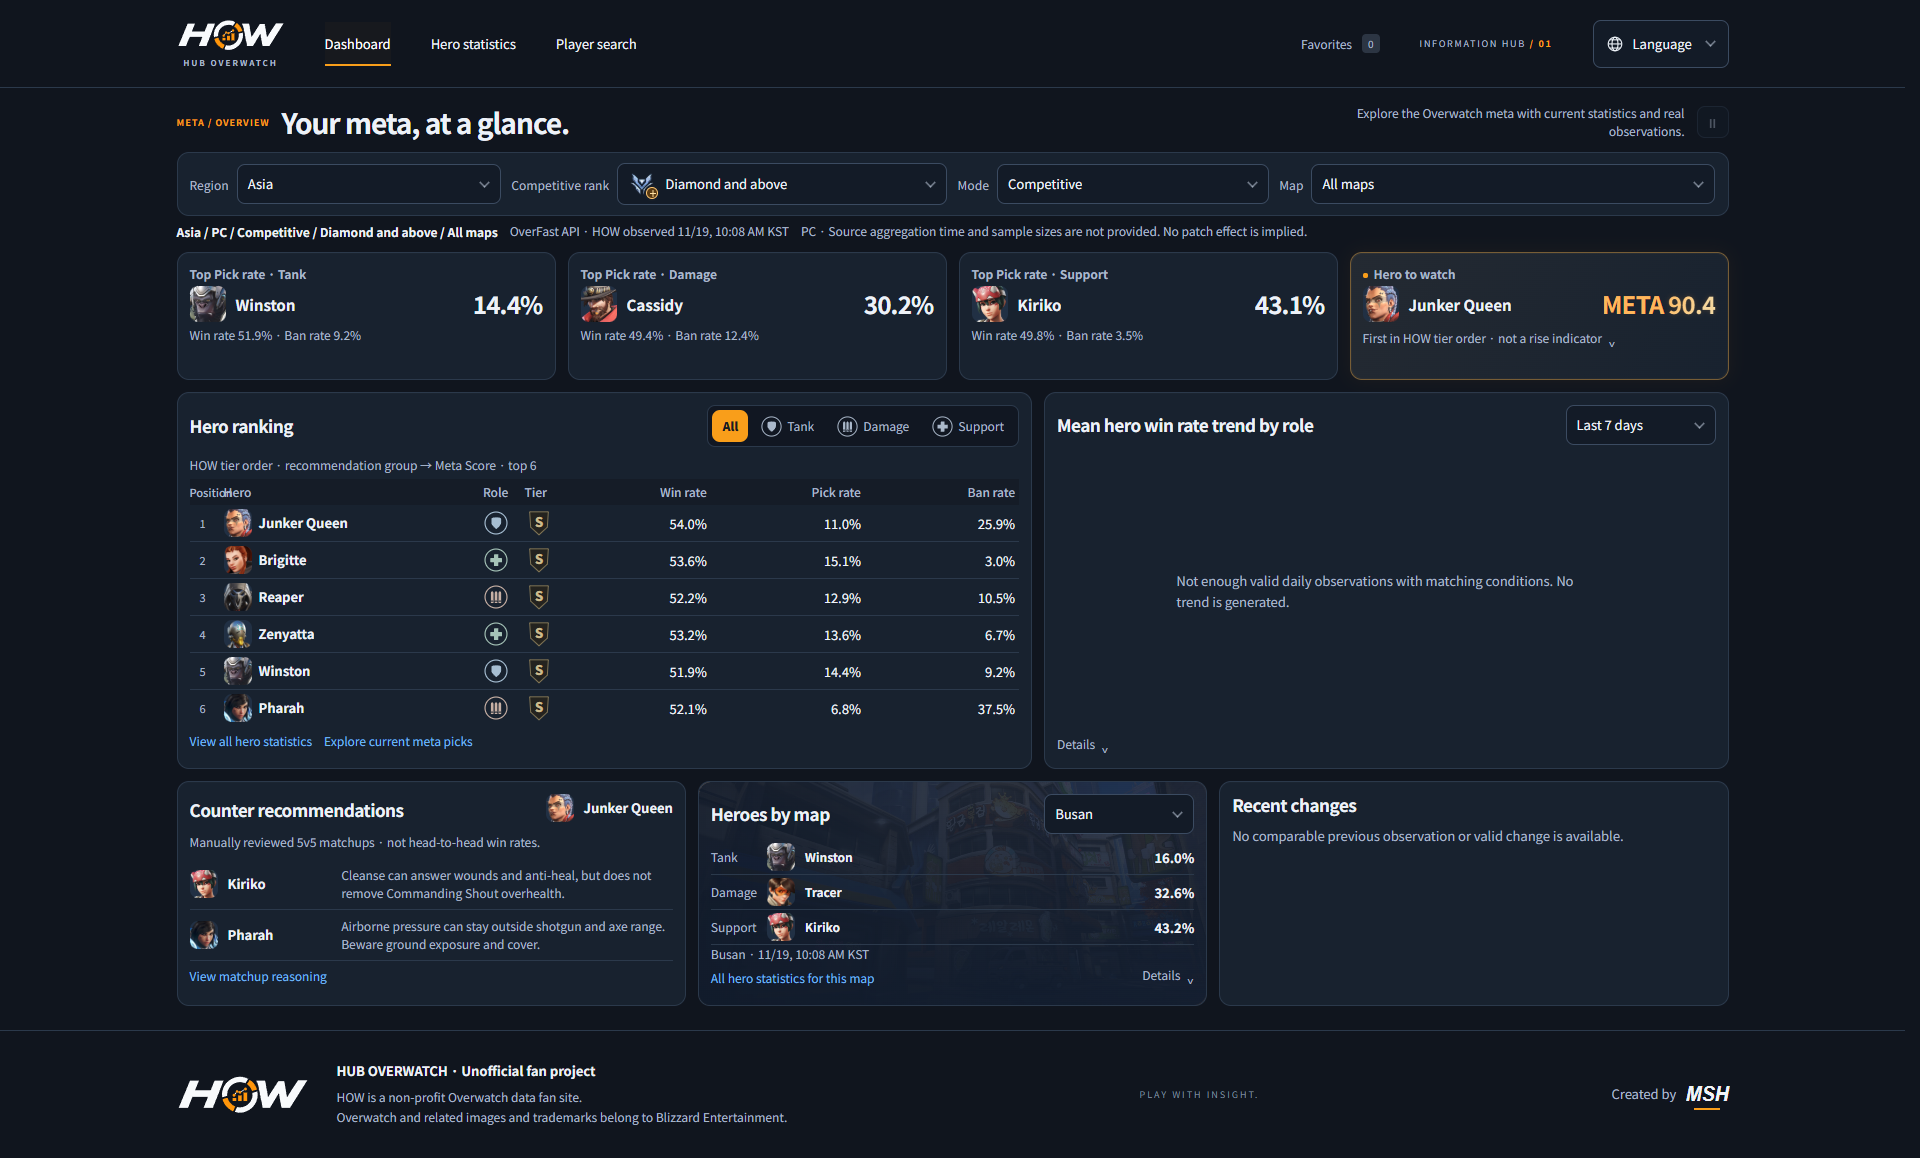 HOW
HUB OVERWATCH
Dashboard
Hero statistics
Player search
Favorites 0
INFORMATION HUB / 01
Language
META / OVERVIEW
Your meta, at a glance.
Explore the Overwatch meta with current statistics and real
observations.
Region
Asia
Competitive rank
Diamond and above
Mode
Competitive
Map
All maps
Asia / PC / Competitive / Diamond and above / All maps
OverFast API · HOW observed 11/19, 10:08 AM KST
PC · Source aggregation time and sample sizes are not provided. No patch effect is implied.
Top Pick rate · Tank
Winston
14.4%
Win rate 51.9% · Ban rate 9.2%
Top Pick rate · Damage
Cassidy
30.2%
Win rate 49.4% · Ban rate 12.4%
Top Pick rate · Support
Kiriko
43.1%
Win rate 49.8% · Ban rate 3.5%
Hero to watch
Junker Queen
META 90.4
First in HOW tier order · not a rise indicator
Hero ranking
All
Tank
Damage
Support
HOW tier order · recommendation group → Meta Score · top 6
Position Hero Role Tier Win rate Pick rate Ban rate
1 Junker Queen S 54.0% 11.0% 25.9%
2 Brigitte S 53.6% 15.1% 3.0%
3 Reaper S 52.2% 12.9% 10.5%
4 Zenyatta S 53.2% 13.6% 6.7%
5 Winston S 51.9% 14.4% 9.2%
6 Pharah S 52.1% 6.8% 37.5%
View all hero statistics
Explore current meta picks
Mean hero win rate trend by role
Last 7 days
Not enough valid daily observations with matching conditions. No
trend is generated.
Details
Counter recommendations
Junker Queen
Manually reviewed 5v5 matchups · not head-to-head win rates.
Kiriko
Cleanse can answer wounds and anti-heal, but does not
remove Commanding Shout overhealth.
Pharah
Airborne pressure can stay outside shotgun and axe range.
Beware ground exposure and cover.
View matchup reasoning
Heroes by map
Busan
Tank Winston 16.0%
Damage Tracer 32.6%
Support Kiriko 43.2%
Busan · 11/19, 10:08 AM KST
All hero statistics for this map
Details
Recent changes
No comparable previous observation or valid change is available.
HOW
HUB OVERWATCH · Unofficial fan project
HOW is a non-profit Overwatch data fan site.
Overwatch and related images and trademarks belong to Blizzard Entertainment.
PLAY WITH INSIGHT.
Created by MSH